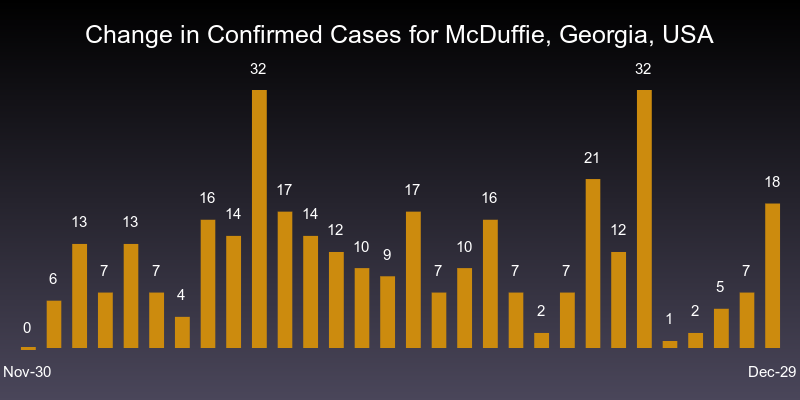 Change in Confirmed Cases for McDuffie, Georgia, USA
0 6 13 7 13 7 4 16 14 32 17 14 12 10 9 17 7 10 16 7 2 7 21 12 32 1 2 5 7 18
Nov-30 Dec-29